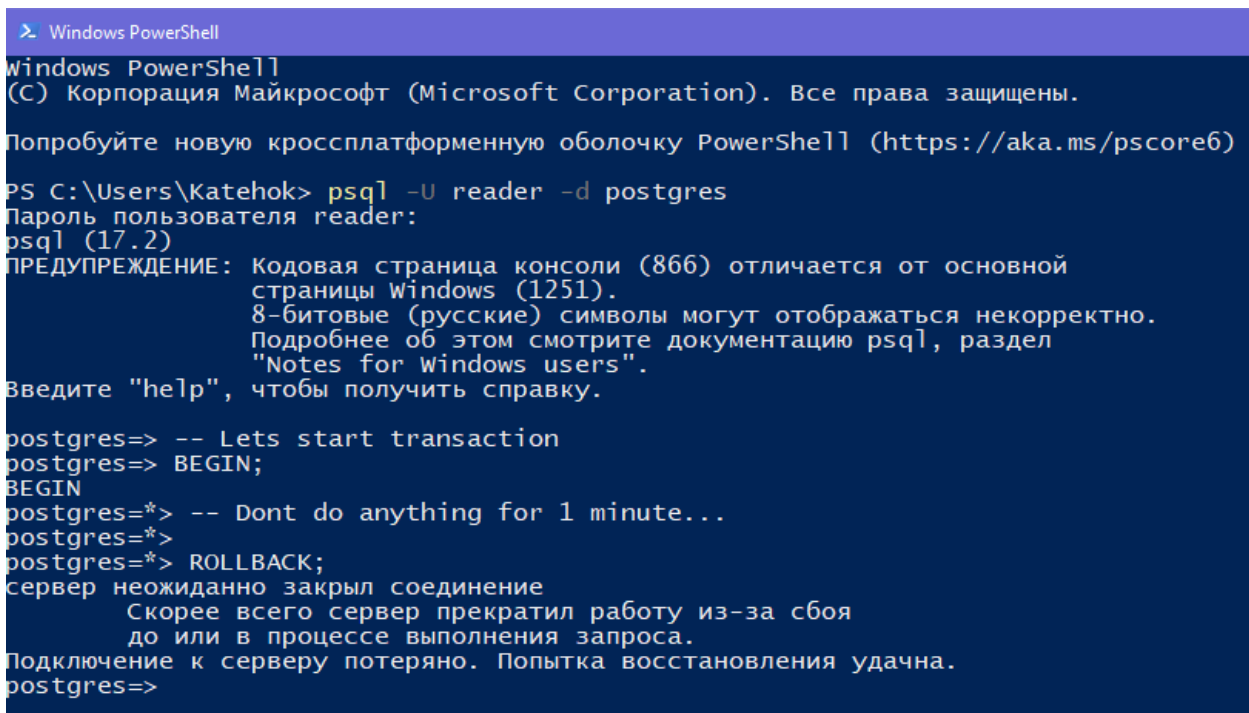 Windows PowerShell
Windows PowerShell
(C) Корпорация Майкрософт (Microsoft Corporation). Все права защищены.
Попробуйте новую кроссплатформенную оболочку PowerShell (https://aka.ms/pscore6)
PS C:\Users\Katehok> psql -U reader -d postgres
Пароль пользователя reader:
psql (17.2)
ПРЕДУПРЕЖДЕНИЕ: Кодовая страница консоли (866) отличается от основной
страницы Windows (1251).
8-битовые (русские) символы могут отображаться некорректно.
Подробнее об этом смотрите документацию psql, раздел
"Notes for Windows users".
Введите "help", чтобы получить справку.
postgres=> -- Lets start transaction
postgres=> BEGIN;
BEGIN
postgres=*> -- Dont do anything for 1 minute...
postgres=*>
postgres=*> ROLLBACK;
сервер неожиданно закрыл соединение
Скорее всего сервер прекратил работу из-за сбоя
до или в процессе выполнения запроса.
Подключение к серверу потеряно. Попытка восстановления удачна.
postgres=>